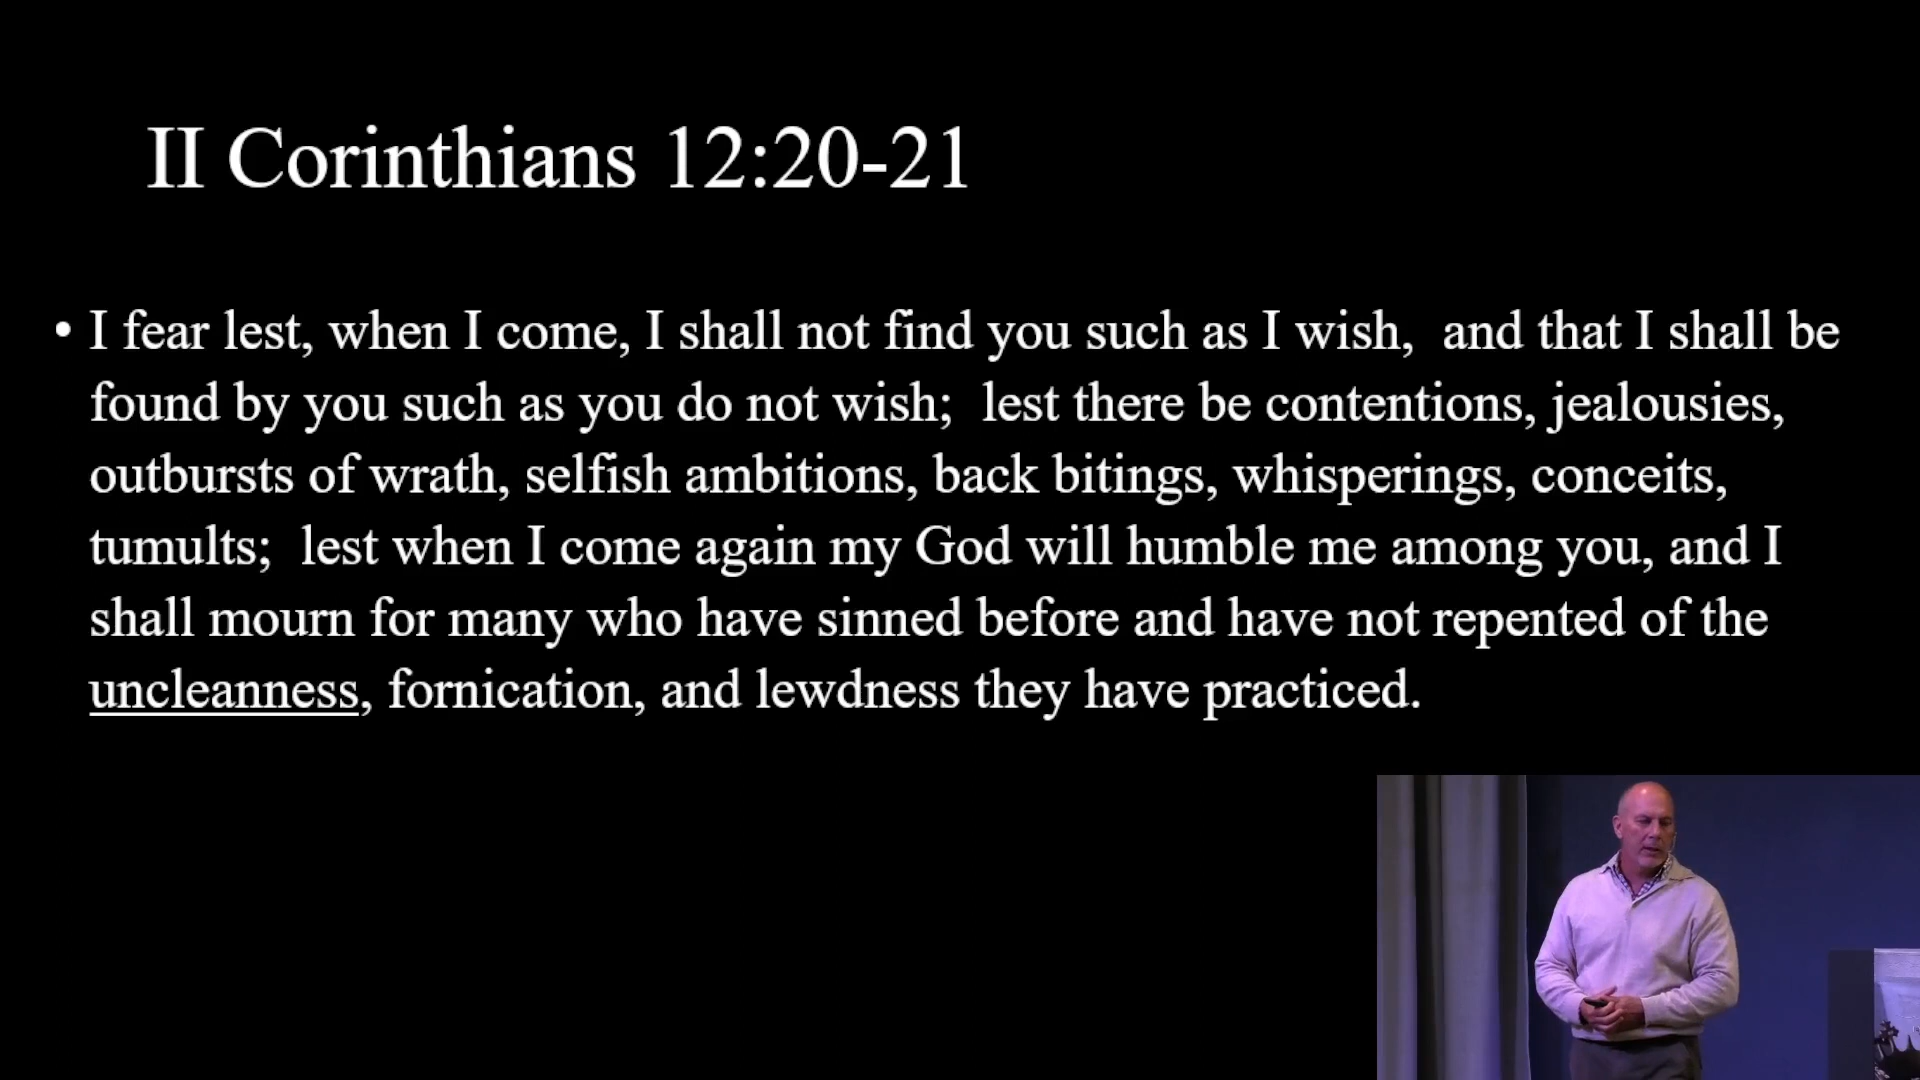 II Corinthians 12:20-21
• I fear lest, when I come, I shall not find you such as I wish,  and that I shall be
found by you such as you do not wish;  lest there be contentions, jealousies,
outbursts of wrath, selfish ambitions, back bitings, whisperings, conceits,
tumults;  lest when I come again my God will humble me among you, and I
shall mourn for many who have sinned before and have not repented of the
uncleanness, fornication, and lewdness they have practiced.